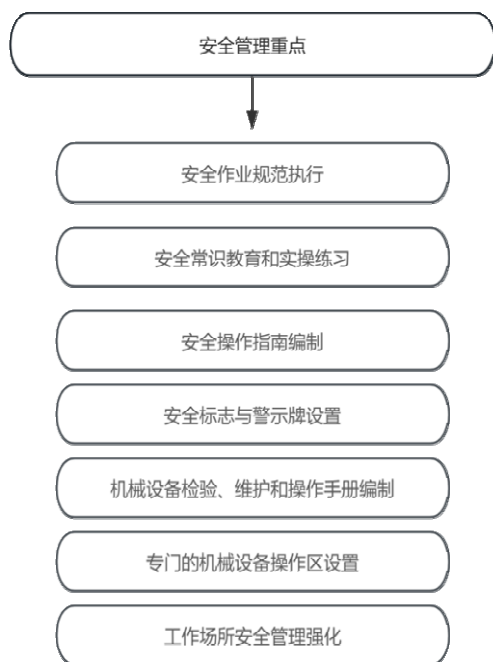 安全管理重点
安全作业规范执行
安全常识教育和实操练习
安全操作指南编制
安全标志与警示牌设置
机械设备检验、维护和操作手册编制
专门的机械设备操作区设置
工作场所安全管理强化